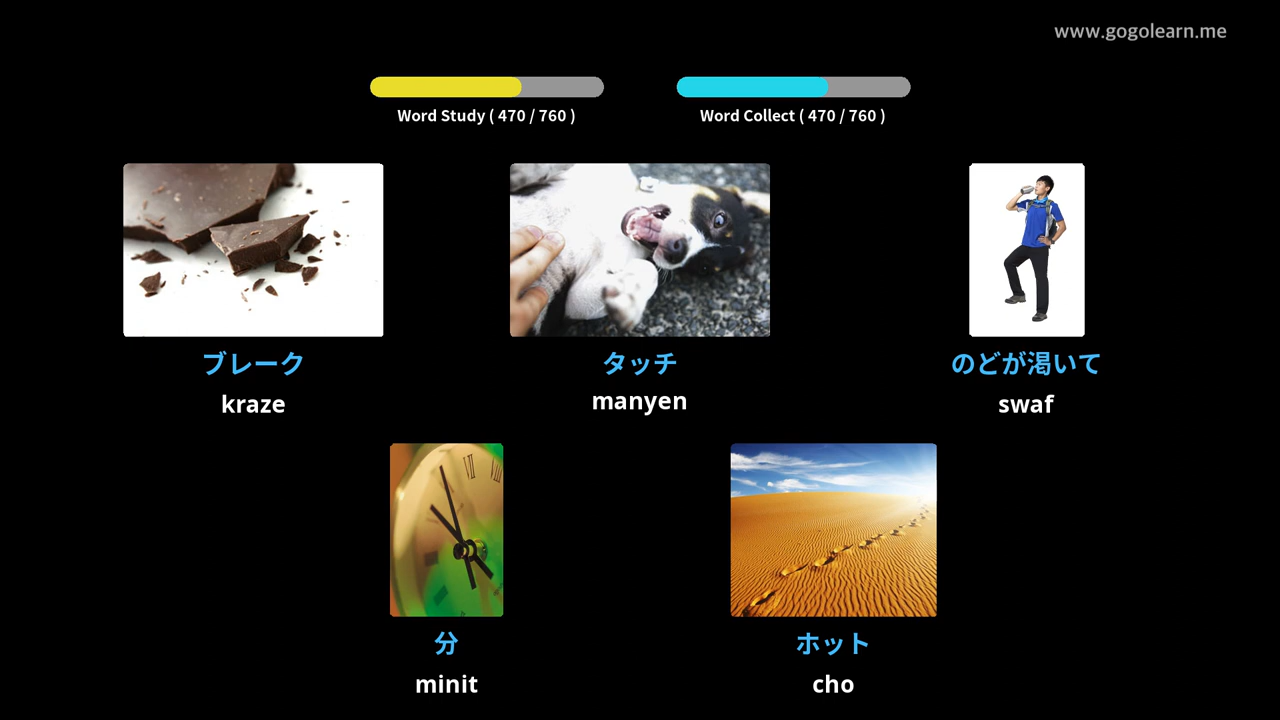 www.gogolearn.me
Word Study ( 470 / 760 )
Word Collect ( 470 / 760 )
ブレーク
kraze
タッチ
manyen
のどが渇いて
swaf
分
minit
ホット
cho